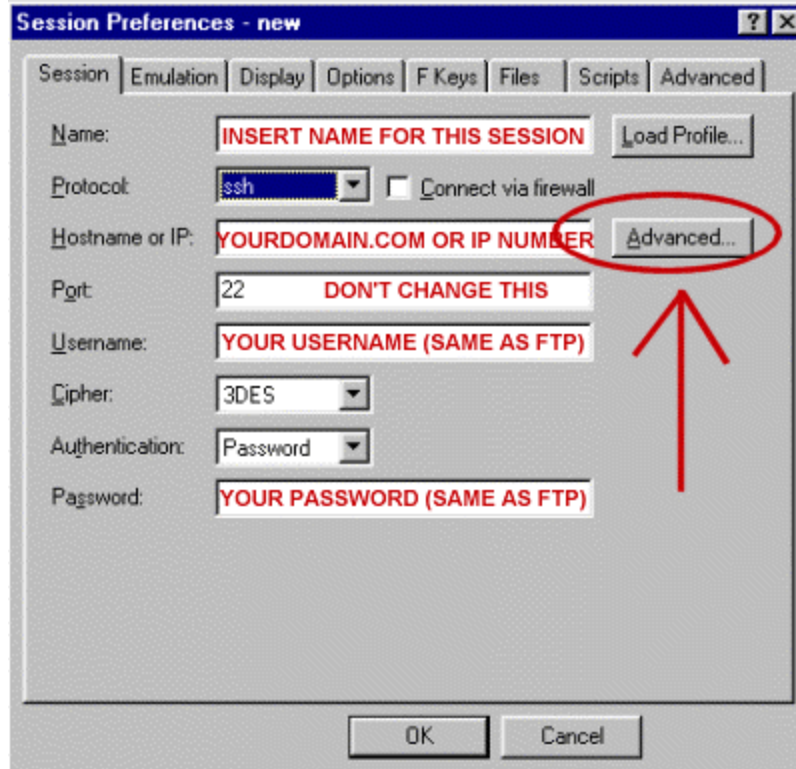 Session Preferences - new
Session Emulation Display Options F Keys Files Scripts Advanced
Name: INSERT NAME FOR THIS SESSION Load Profile...
Protocol: ssh Connect via firewall
Hostname or IP: YOURDOMAIN.COM OR IP NUMBER Advanced...
Port: 22 DON'T CHANGE THIS
Username: YOUR USERNAME (SAME AS FTP)
Cipher: 3DES
Authentication: Password
Password: YOUR PASSWORD (SAME AS FTP)
OK Cancel